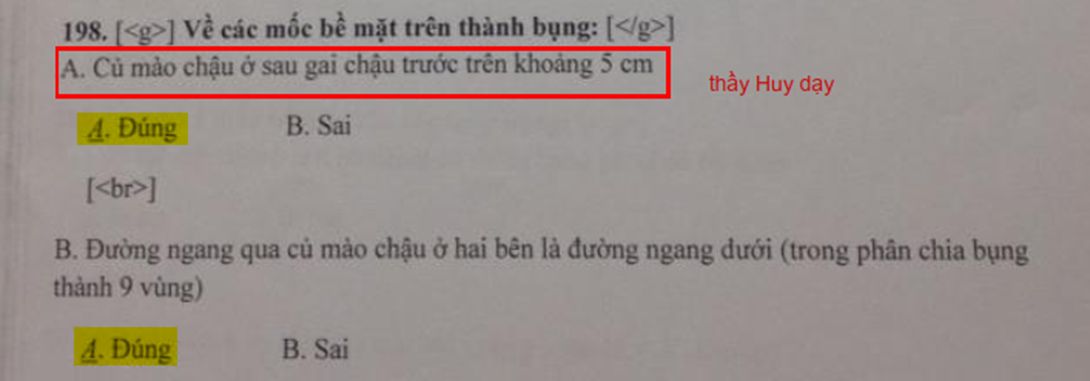 198. [<g>] Về các mốc bề mặt trên thành bụng: [</g>]
A. Củ mào chậu ở sau gai chậu trước trên khoảng 5 cm
thầy Huy dạy
A. Đúng B. Sai
[<br>]
B. Đường ngang qua củ mào chậu ở hai bên là đường ngang dưới (trong phân chia bụng
thành 9 vùng)
A. Đúng B. Sai